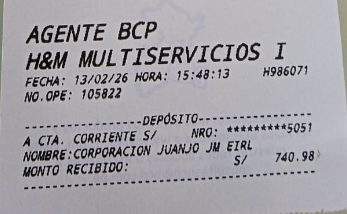 AGENTE BCP
H&M MULTISERVICIOS I
FECHA: 13/02/26 HORA: 15:48:13 H986071
NO.OPE: 105822
--------------------DEPÓSITO--------------------
A CTA. CORRIENTE S/ NRO: *********5051
NOMBRE:CORPORACION JUANJO JM EIRL
MONTO RECIBIDO: S/ 740.98
------------------------------------------------